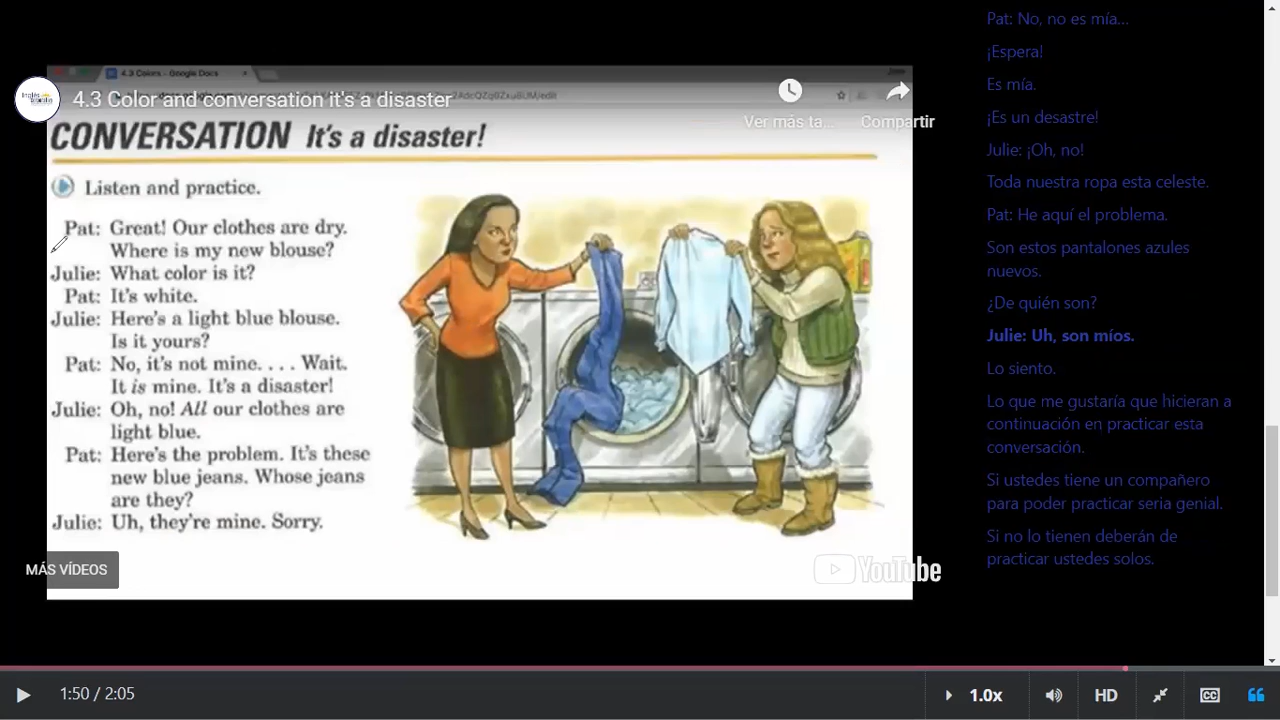 4.3 Colors - Google Docs
4.3 Color and conversation it's a disaster
Ver más ta...
Compartir
CONVERSATION It's a disaster!
Listen and practice.
Pat: Great! Our clothes are dry.
Where is my new blouse?
Julie: What color is it?
Pat: It's white.
Julie: Here's a light blue blouse.
Is it yours?
Pat: No, it's not mine. . . . Wait.
It is mine. It's a disaster!
Julie: Oh, no! All our clothes are
light blue.
Pat: Here's the problem. It's these
new blue jeans. Whose jeans
are they?
Julie: Uh, they're mine. Sorry.
MÁS VÍDEOS
YouTube
Pat: No, no es mía...
¡Espera!
Es mía.
¡Es un desastre!
Julie: ¡Oh, no!
Toda nuestra ropa esta celeste.
Pat: He aquí el problema.
Son estos pantalones azules
nuevos.
¿De quién son?
Julie: Uh, son míos.
Lo siento.
Lo que me gustaría que hicieran a
continuación en practicar esta
conversación.
Si ustedes tiene un compañero
para poder practicar seria genial.
Si no lo tienen deberán de
practicar ustedes solos.
1:50 / 2:05
1.0x
HD
CC